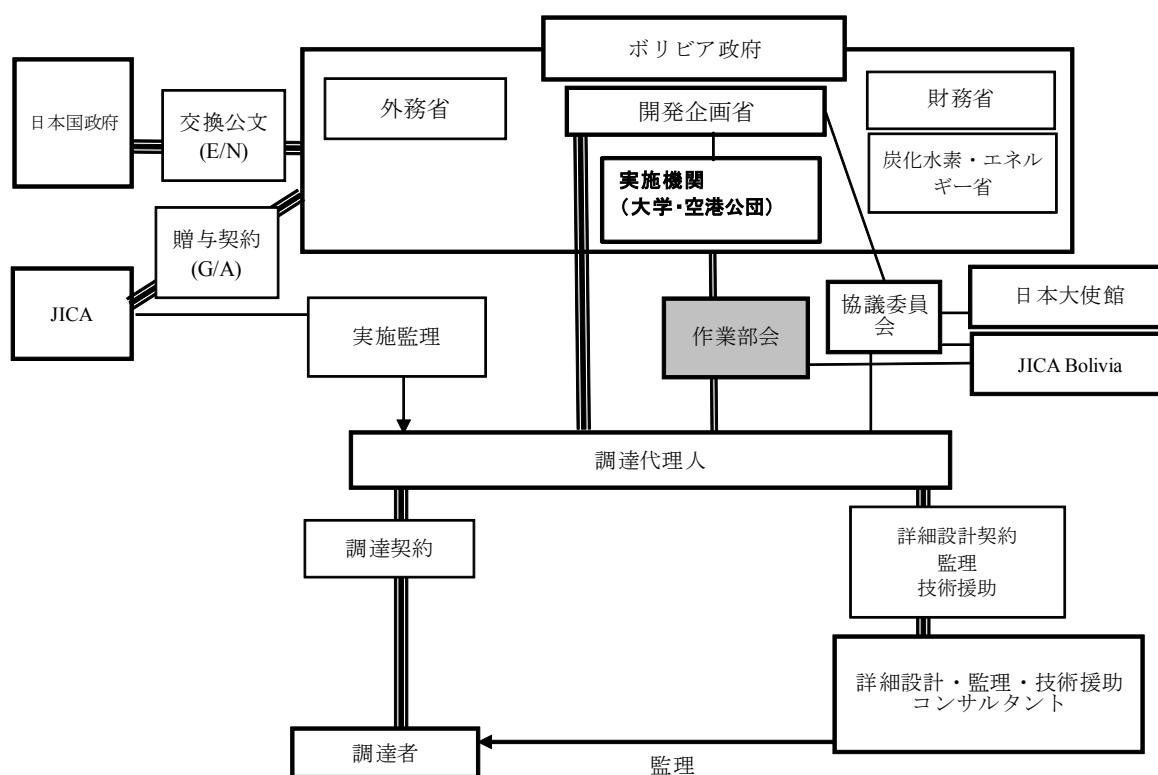 ボリビア政府
日本国政府
交換公文
(E/N)
外務省
開発企画省
財務省
炭化水素・エネル
ギー省
実施機関
(大学・空港公団)
贈与契約
(G/A)
JICA
実施監理
作業部会
協議委員
会
日本大使館
JICA Bolivia
調達代理人
調達契約
詳細設計契約
監理
技術援助
詳細設計・監理・技術援助
コンサルタント
調達者
監理